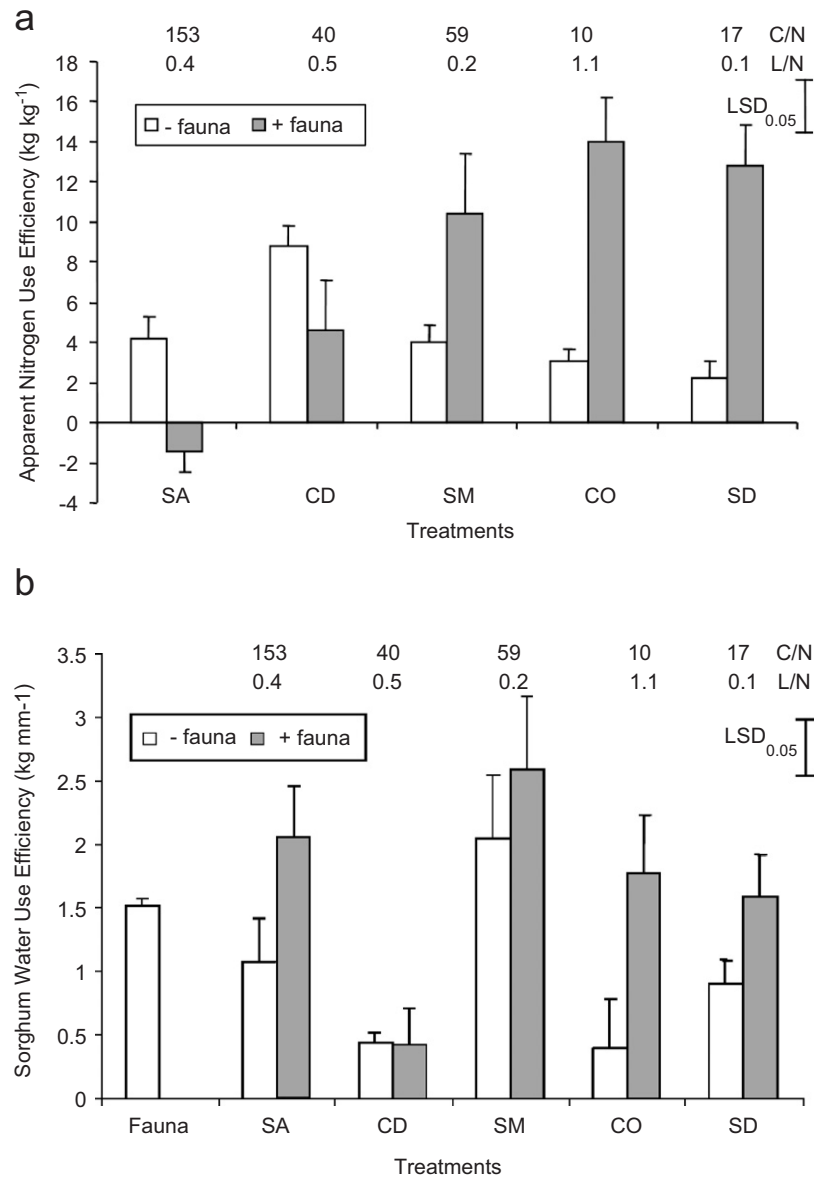 a
153 40 59 10 17 C/N
0.4 0.5 0.2 1.1 0.1 L/N
18
16
14
12
10
8
6
4
2
0
-2
-4
Apparent Nitrogen Use Efficiency (kg kg-1)
- fauna + fauna
LSD0.05
SA CD SM CO SD
Treatments
b
153 40 59 10 17 C/N
0.4 0.5 0.2 1.1 0.1 L/N
3.5
3
2.5
2
1.5
1
0.5
0
Sorghum Water Use Efficiency (kg mm-1)
- fauna + fauna
LSD0.05
Fauna SA CD SM CO SD
Treatments